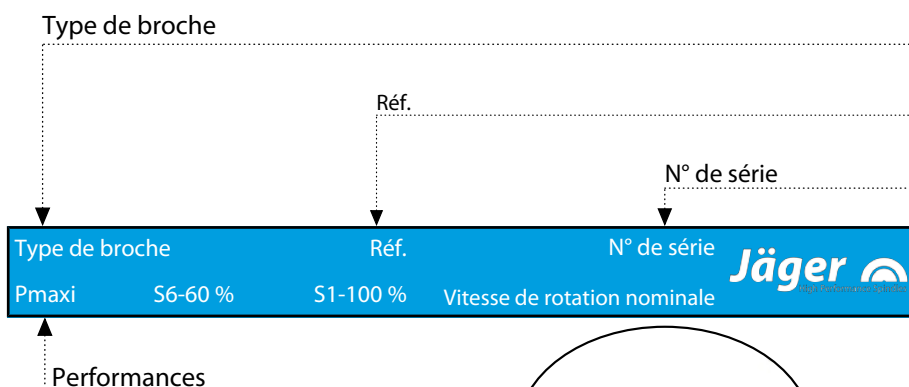 Type de broche
Réf.
N° de série
Type de broche Réf. N° de série
Jäger
Pmaxi S6-60 % S1-100 % Vitesse de rotation nominale
Performances